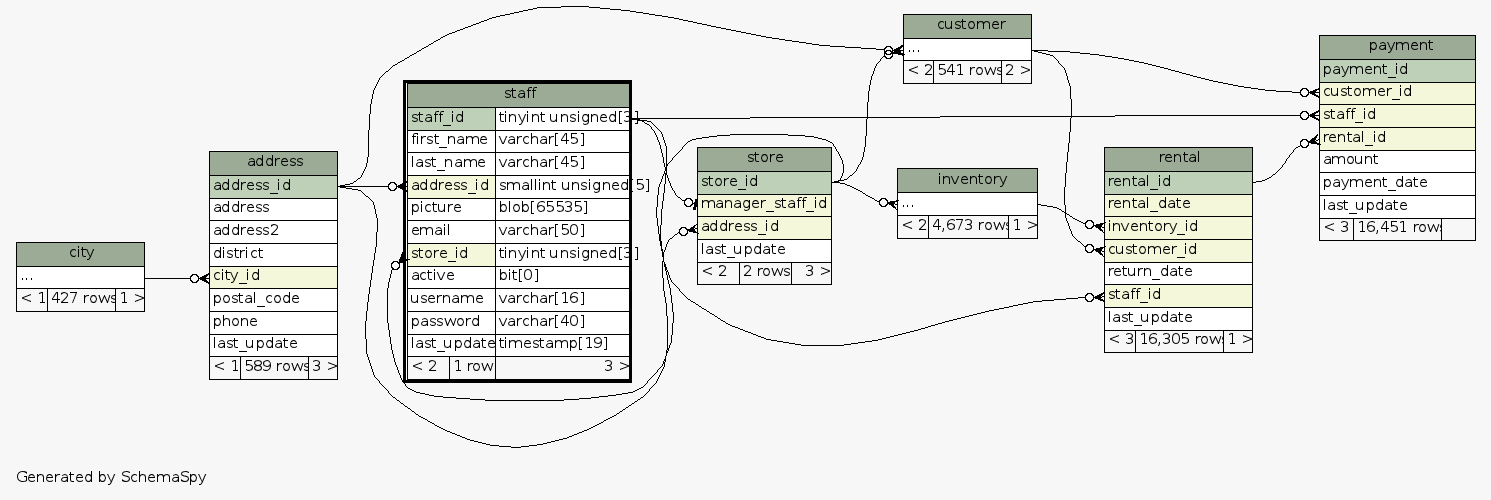 city
...
< 1 427 rows 1 >
address
address_id
address
address2
district
city_id
postal_code
phone
last_update
< 1 589 rows 3 >
staff
staff_id tinyint unsigned[3]
first_name varchar[45]
last_name varchar[45]
address_id smallint unsigned[5]
picture blob[65535]
email varchar[50]
store_id tinyint unsigned[3]
active bit[0]
username varchar[16]
password varchar[40]
last_update timestamp[19]
< 2 1 row 3 >
store
store_id
manager_staff_id
address_id
last_update
< 2 2 rows 3 >
customer
...
< 2 541 rows 2 >
inventory
...
< 2 4,673 rows 1 >
rental
rental_id
rental_date
inventory_id
customer_id
return_date
staff_id
last_update
< 3 16,305 rows 1 >
payment
payment_id
customer_id
staff_id
rental_id
amount
payment_date
last_update
< 3 16,451 rows
Generated by SchemaSpy